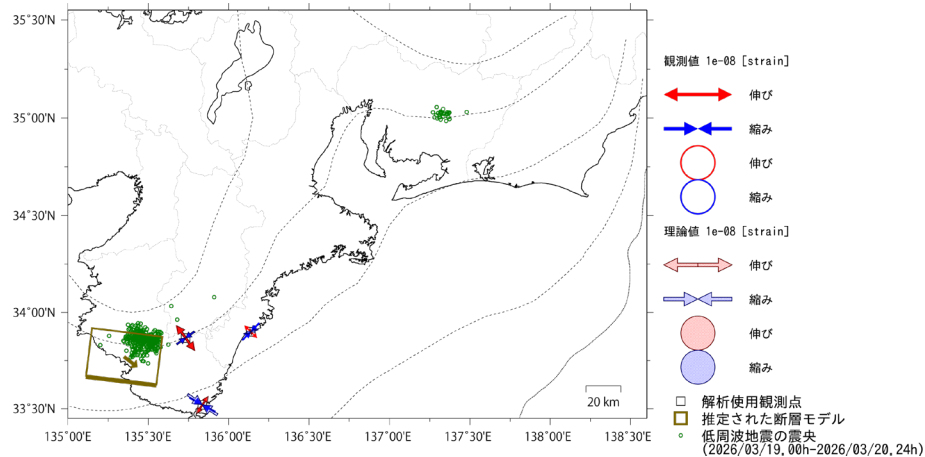 35°30'N
35°00'N
34°30'N
34°00'N
33°30'N
135°00'E
135°30'E
136°00'E
136°30'E
137°00'E
137°30'E
138°00'E
138°30'E
20 km
観測値 1e-08 [strain]
伸び
縮み
伸び
縮み
理論値 1e-08 [strain]
伸び
縮み
伸び
縮み
解析使用観測点
推定された断層モデル
低周波地震の震央
(2026/03/19,00h-2026/03/20,24h)